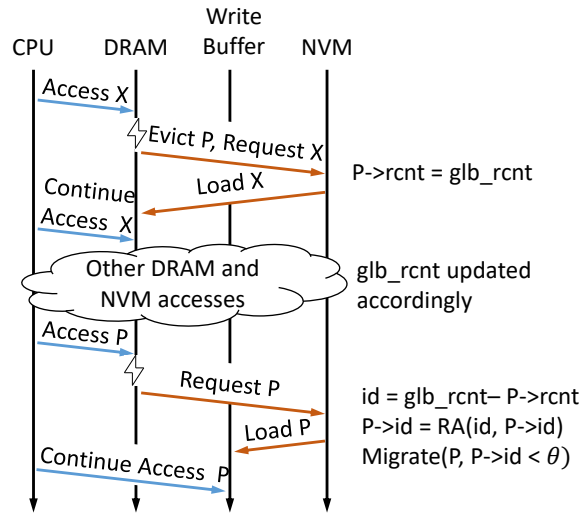 CPU DRAM Write Buffer NVM
Access X
Evict P, Request X
P->rcnt = glb_rcnt
Load X
Continue
Access X
Other DRAM and
NVM accesses
glb_rcnt updated
accordingly
Access P
Request P
id = glb_rcnt– P->rcnt
P->id = RA(id, P->id)
Migrate(P, P->id < θ)
Load P
Continue Access P